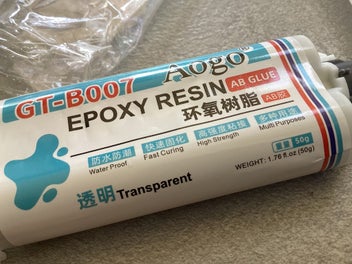 Aogo®
GT-B007
EPOXY RESIN AB GLUE
环氧树脂 AB胶
防水防潮 快速固化 高强度粘接 多种用途
Water Proof Fast Curing High Strength Multi Purposes
透明 Transparent
重量 50g
WEIGHT: 1.76 fl.oz (50g)